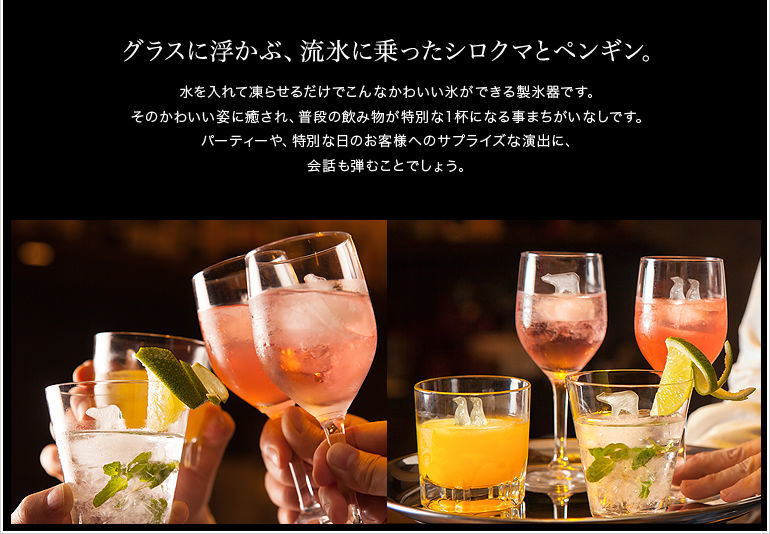 グラスに浮かぶ、流氷に乗ったシロクマとペンギン。
水を入れて凍らせるだけでこんなかわいい氷ができる製氷器です。
そのかわいい姿に癒され、普段の飲み物が特別な1杯になる事まちがいなしです。
パーティーや、特別な日のお客様へのサプライズな演出に、
会話も弾むことでしょう。